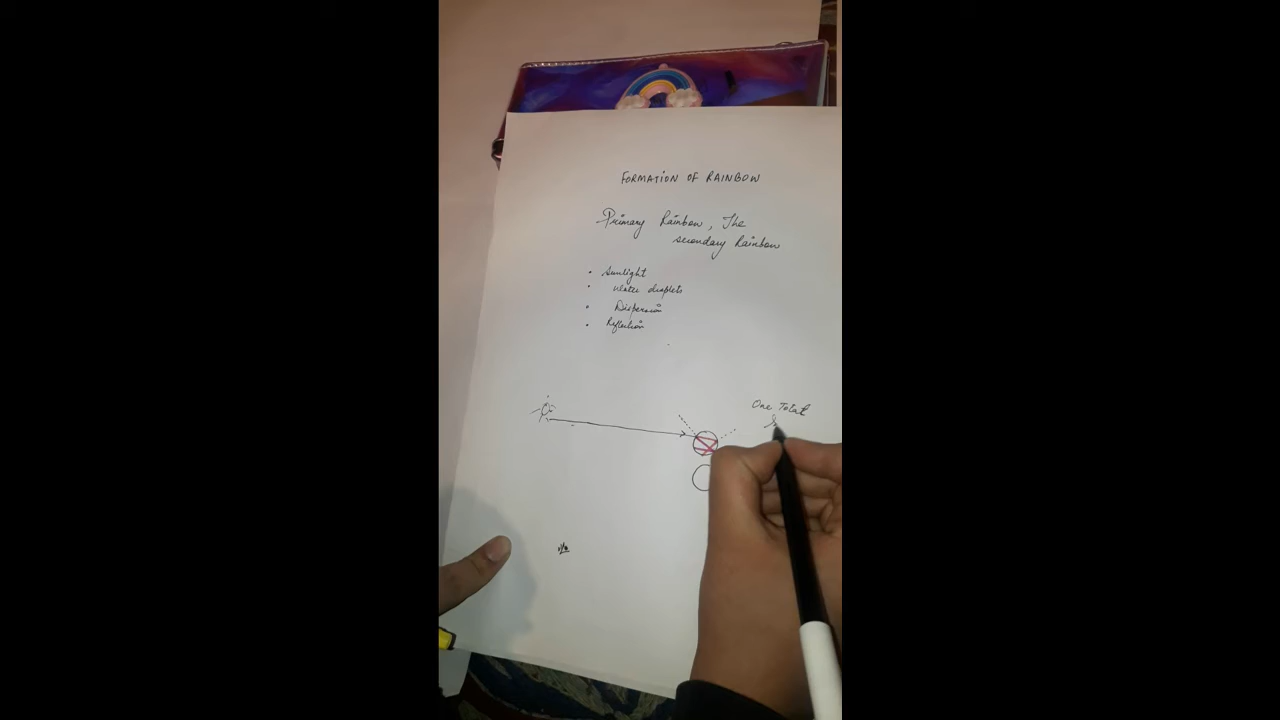 FORMATION OF RAINBOW
Primary Rainbow, The
secondary Rainbow
• Sunlight
• Water droplets
• Dispersion
• Reflection
One Total